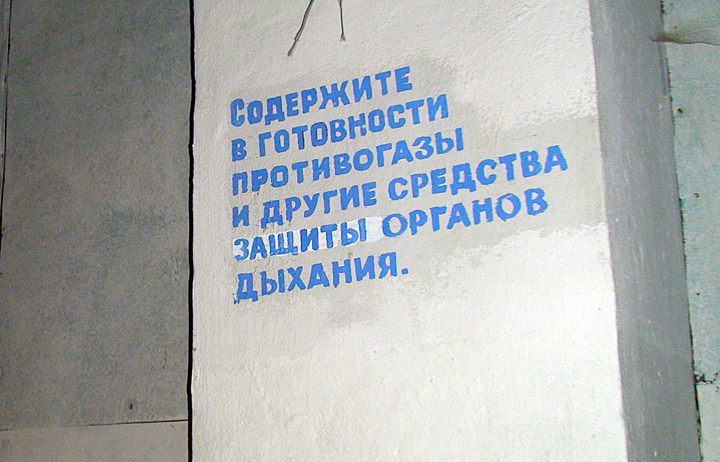 Содержите
в готовности
противогазы
и другие средства
защиты органов
дыхания.